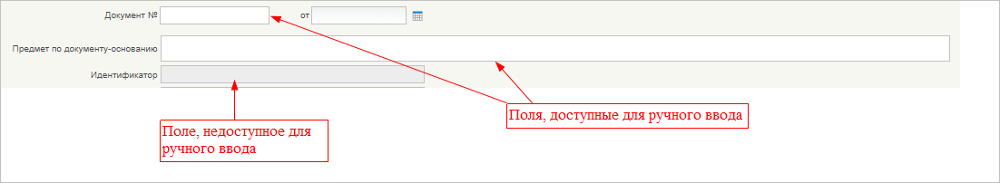 Документ № от
Предмет по документу-основанию
Идентификатор
Поля, доступные для ручного ввода
Поле, недоступное для
ручного ввода